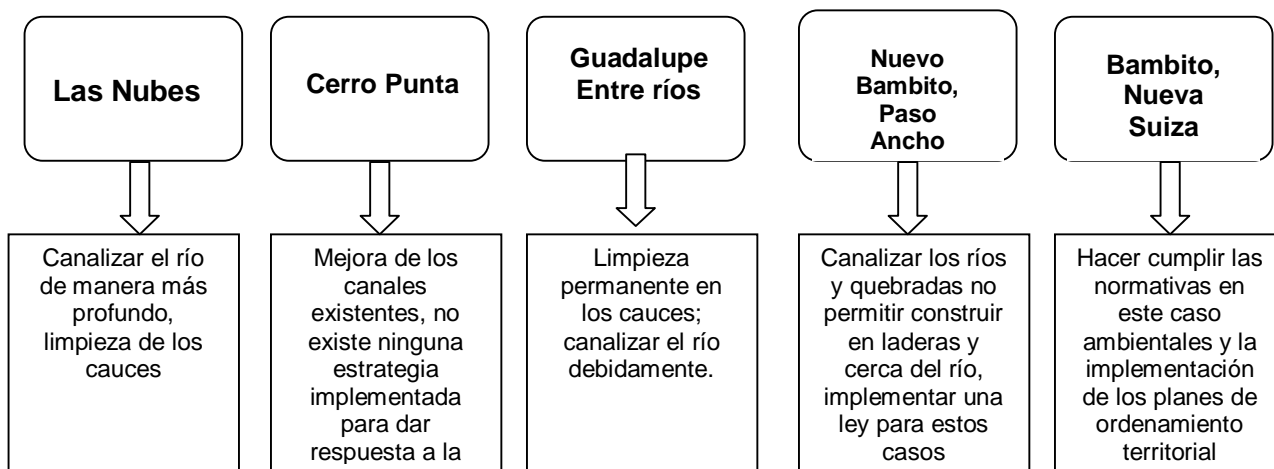 Las Nubes
Cerro Punta
Guadalupe
Entre ríos
Nuevo
Bambito,
Paso
Ancho
Bambito,
Nueva
Suiza
Canalizar el río
de manera más
profundo,
limpieza de los
cauces
Mejora de los
canales
existentes, no
existe ninguna
estrategia
implementada
para dar
respuesta a la
Limpieza
permanente en
los cauces;
canalizar el río
debidamente.
Canalizar los ríos
y quebradas no
permitir construir
en laderas y
cerca del río,
implementar una
ley para estos
casos
Hacer cumplir las
normativas en
este caso
ambientales y la
implementación
de los planes de
ordenamiento
territorial